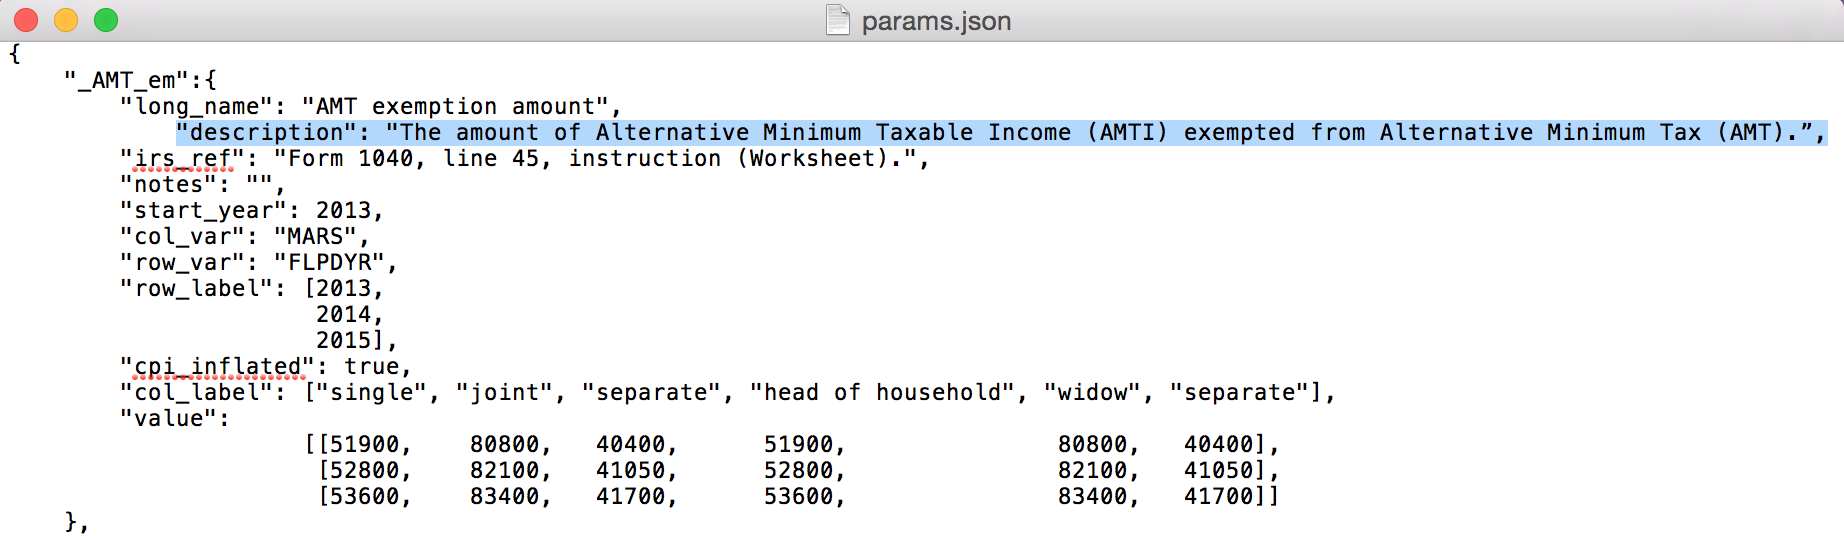 params.json
{
    "_AMT_em":{
        "long_name": "AMT exemption amount",
            "description": "The amount of Alternative Minimum Taxable Income (AMTI) exempted from Alternative Minimum Tax (AMT).”,
        "irs_ref": "Form 1040, line 45, instruction (Worksheet).",
        "notes": "",
        "start_year": 2013,
        "col_var": "MARS",
        "row_var": "FLPDYR",
        "row_label": [2013,
                      2014,
                      2015],
        "cpi_inflated": true,
        "col_label": ["single", "joint", "separate", "head of household", "widow", "separate"],
        "value":
                     [[51900,    80800,   40400,      51900,               80800,   40400],
                      [52800,    82100,   41050,      52800,               82100,   41050],
                      [53600,    83400,   41700,      53600,               83400,   41700]]
    },